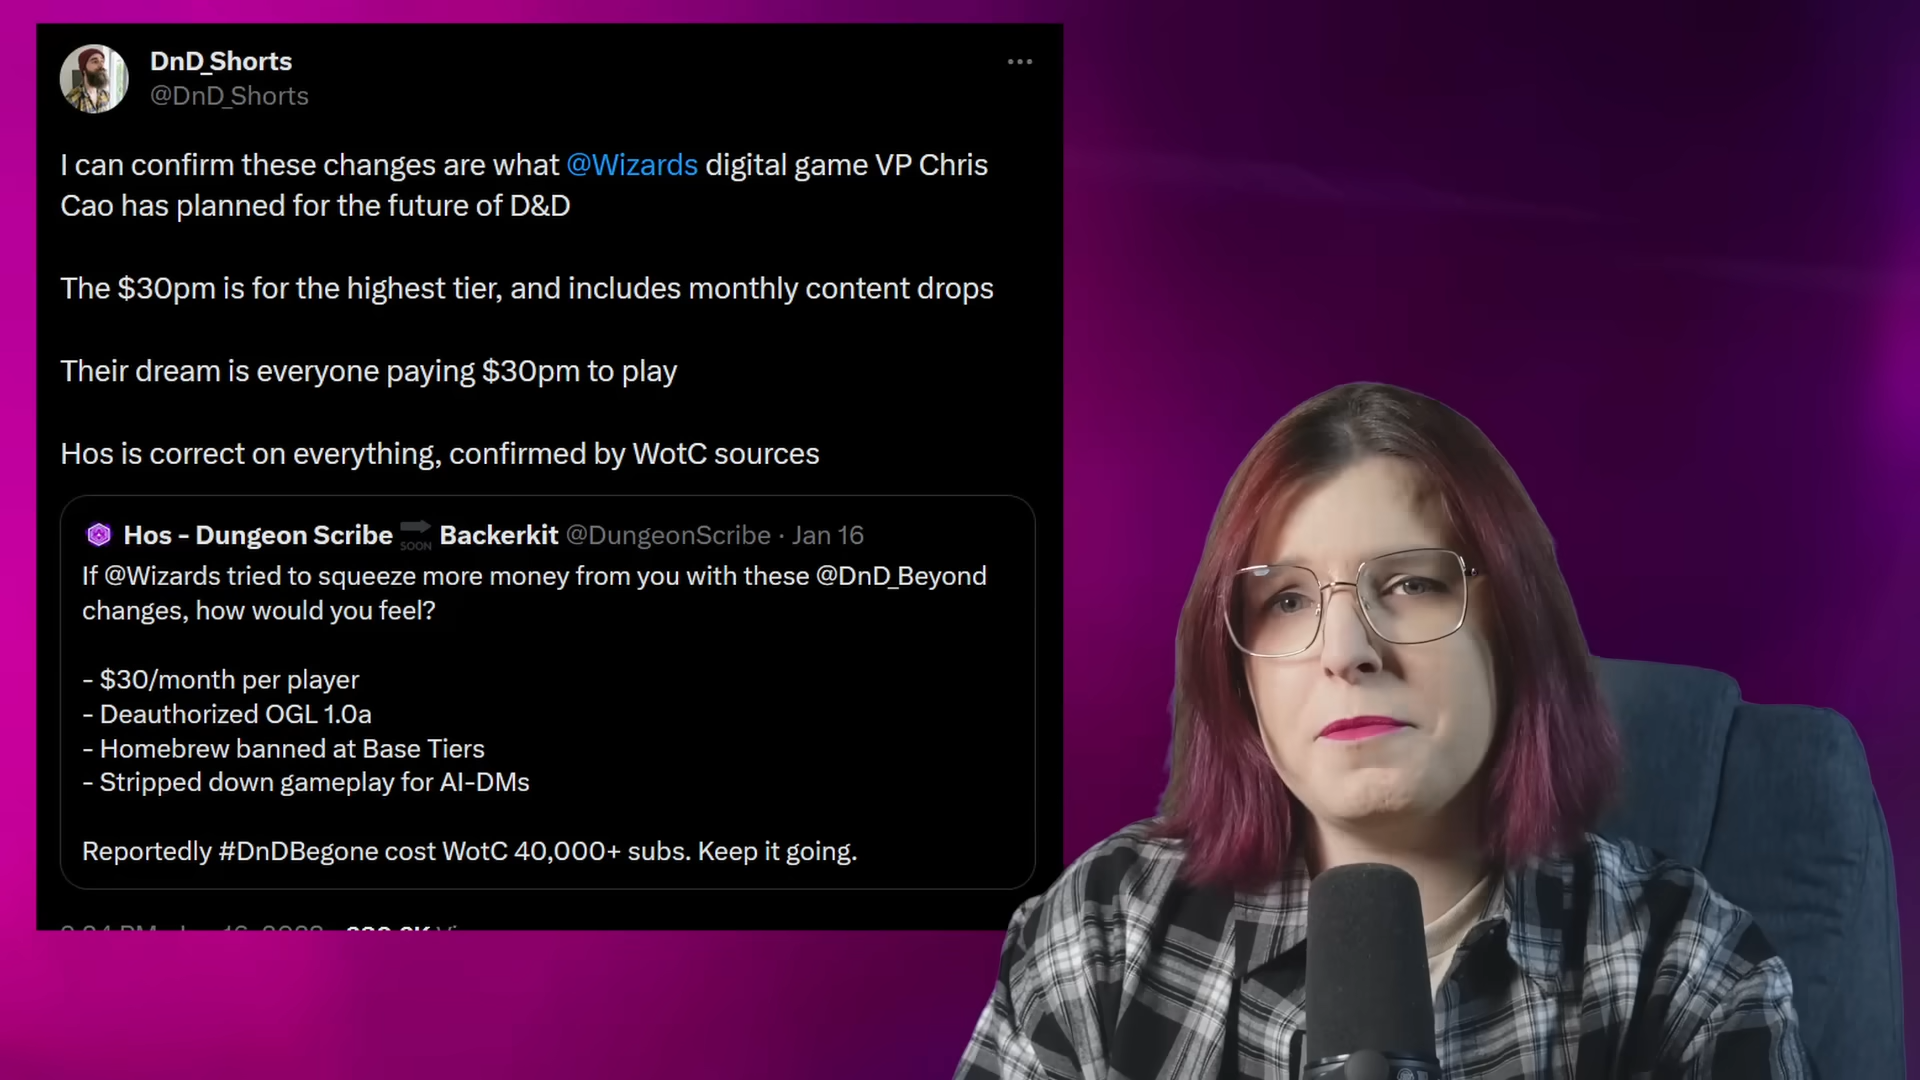 DnD_Shorts
@DnD_Shorts
I can confirm these changes are what @Wizards digital game VP Chris
Cao has planned for the future of D&D
The $30pm is for the highest tier, and includes monthly content drops
Their dream is everyone paying $30pm to play
Hos is correct on everything, confirmed by WotC sources
Hos - Dungeon Scribe SOON Backerkit @DungeonScribe · Jan 16
If @Wizards tried to squeeze more money from you with these @DnD_Beyond
changes, how would you feel?
- $30/month per player
- Deauthorized OGL 1.0a
- Homebrew banned at Base Tiers
- Stripped down gameplay for AI-DMs
Reportedly #DnDBegone cost WotC 40,000+ subs. Keep it going.